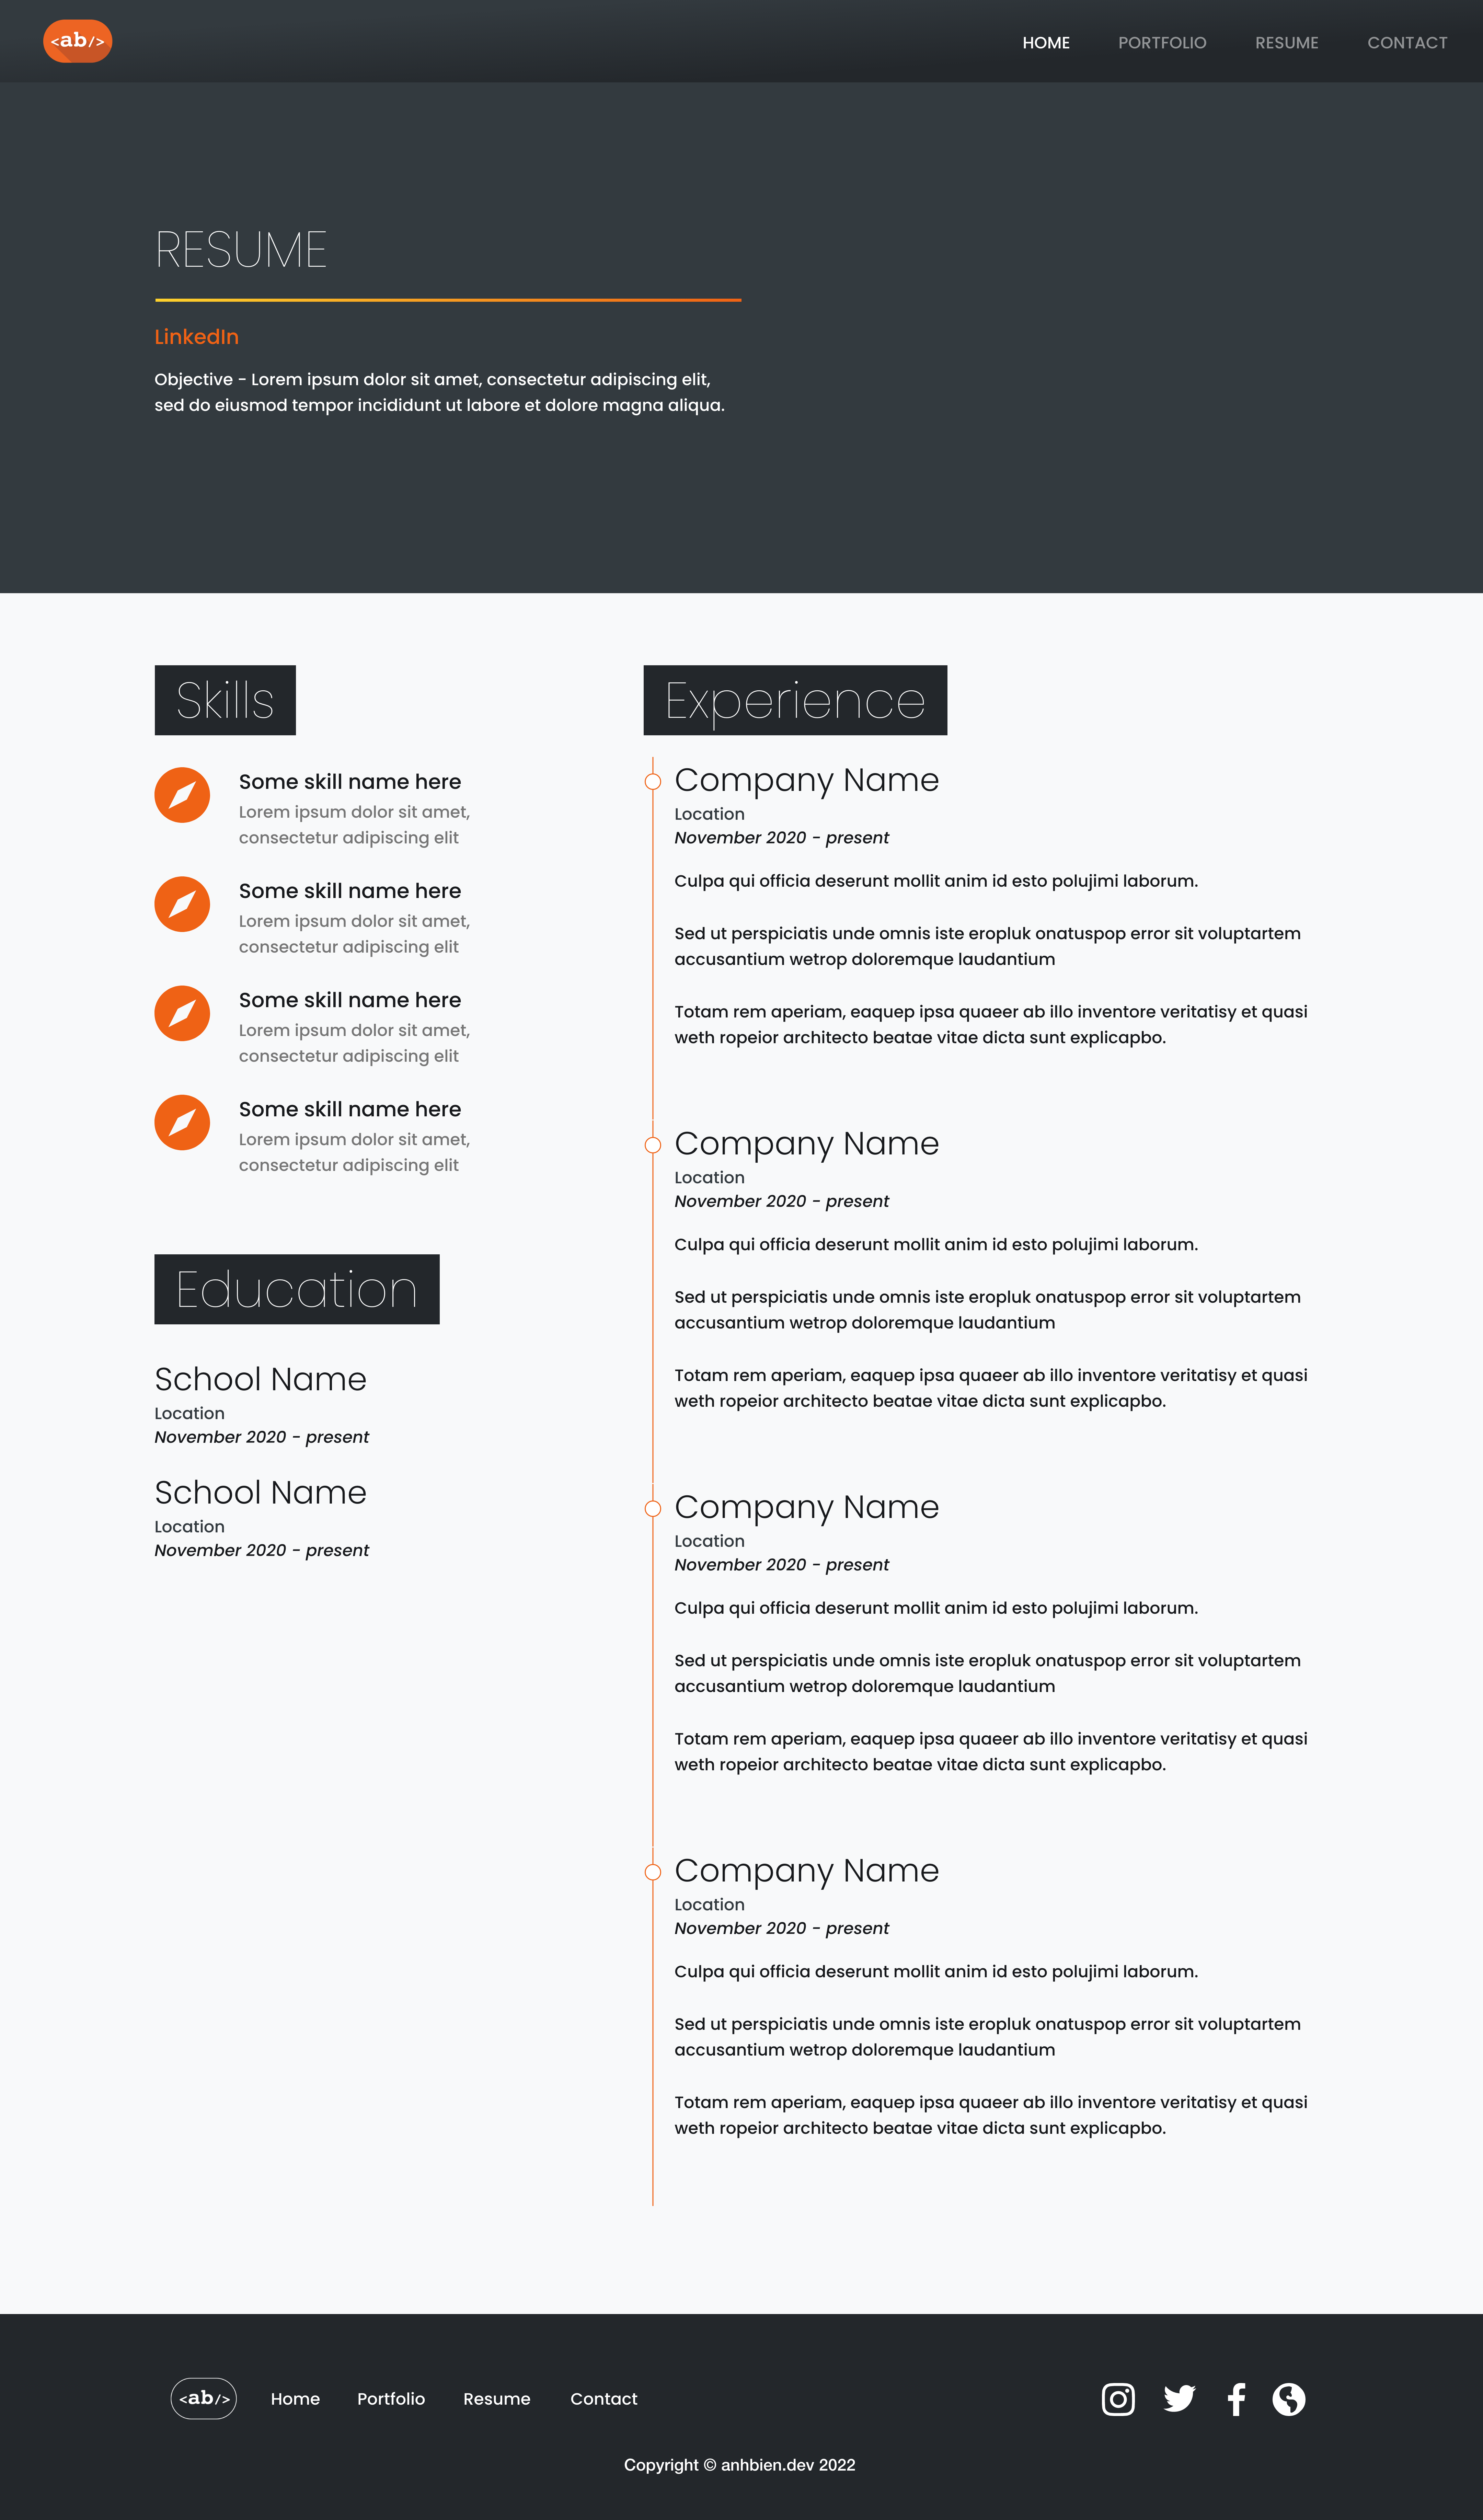 <ab/>
HOME PORTFOLIO RESUME CONTACT
RESUME
LinkedIn
Objective - Lorem ipsum dolor sit amet, consectetur adipiscing elit,
sed do eiusmod tempor incididunt ut labore et dolore magna aliqua.
Skills
Some skill name here
Lorem ipsum dolor sit amet,
consectetur adipiscing elit
Some skill name here
Lorem ipsum dolor sit amet,
consectetur adipiscing elit
Some skill name here
Lorem ipsum dolor sit amet,
consectetur adipiscing elit
Some skill name here
Lorem ipsum dolor sit amet,
consectetur adipiscing elit
Education
School Name
Location
November 2020 - present
School Name
Location
November 2020 - present
Experience
Company Name
Location
November 2020 - present
Culpa qui officia deserunt mollit anim id esto polujimi laborum.
Sed ut perspiciatis unde omnis iste eropluk onatuspop error sit voluptartem
accusantium wetrop doloremque laudantium
Totam rem aperiam, eaquep ipsa quaeer ab illo inventore veritatisy et quasi
weth ropeior architecto beatae vitae dicta sunt explicapbo.
Company Name
Location
November 2020 - present
Culpa qui officia deserunt mollit anim id esto polujimi laborum.
Sed ut perspiciatis unde omnis iste eropluk onatuspop error sit voluptartem
accusantium wetrop doloremque laudantium
Totam rem aperiam, eaquep ipsa quaeer ab illo inventore veritatisy et quasi
weth ropeior architecto beatae vitae dicta sunt explicapbo.
Company Name
Location
November 2020 - present
Culpa qui officia deserunt mollit anim id esto polujimi laborum.
Sed ut perspiciatis unde omnis iste eropluk onatuspop error sit voluptartem
accusantium wetrop doloremque laudantium
Totam rem aperiam, eaquep ipsa quaeer ab illo inventore veritatisy et quasi
weth ropeior architecto beatae vitae dicta sunt explicapbo.
Company Name
Location
November 2020 - present
Culpa qui officia deserunt mollit anim id esto polujimi laborum.
Sed ut perspiciatis unde omnis iste eropluk onatuspop error sit voluptartem
accusantium wetrop doloremque laudantium
Totam rem aperiam, eaquep ipsa quaeer ab illo inventore veritatisy et quasi
weth ropeior architecto beatae vitae dicta sunt explicapbo.
<ab/> Home Portfolio Resume Contact
Copyright © anhbien.dev 2022